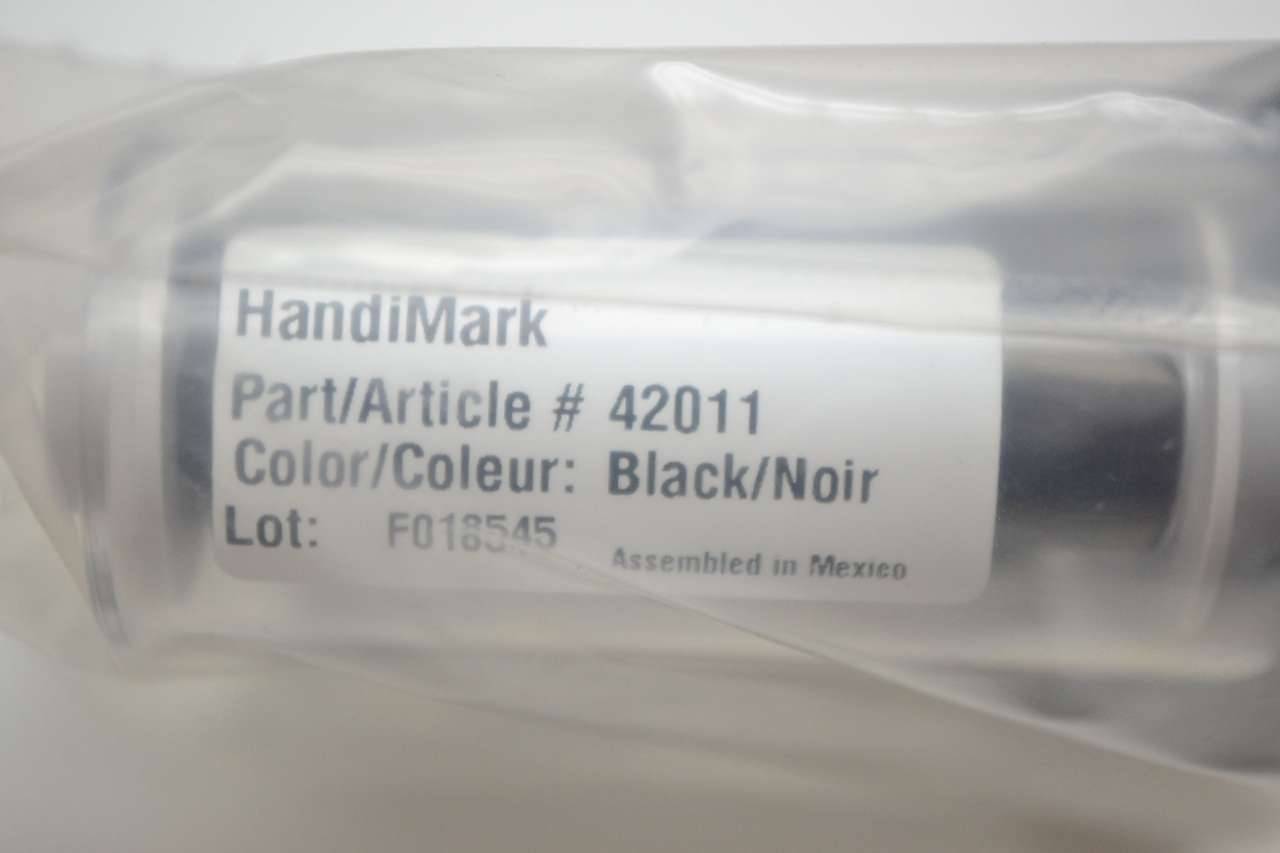 HandiMark
Part/Article # 42011
Color/Coleur: Black/Noir
Lot: F018545
Assembled in Mexico